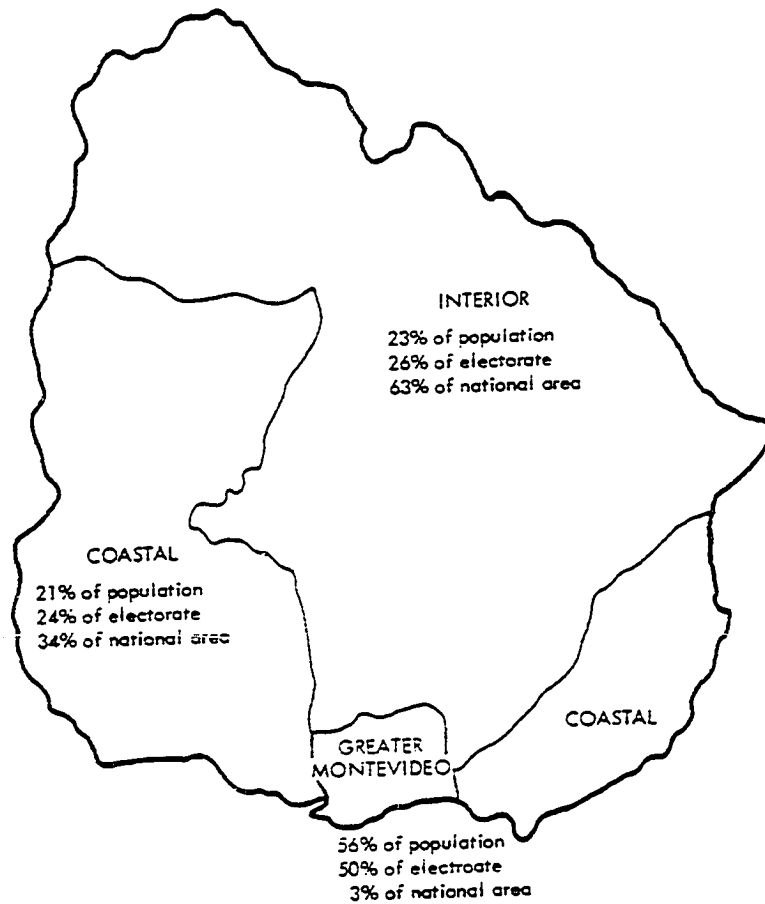 INTERIOR
23% of population
26% of electorate
63% of national area
COASTAL
21% of population
24% of electorate
34% of national area
COASTAL
GREATER
MONTEVIDEO
56% of population
50% of electroate
3% of national area